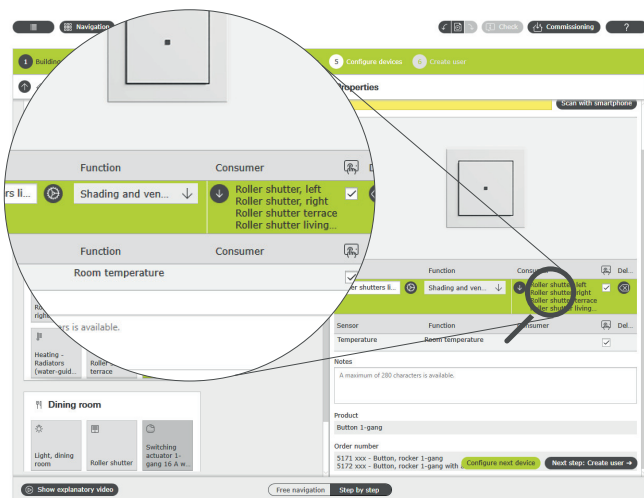 Navigation
Check
Commissioning
?
1 Building
5 Configure devices
Create user
Properties
Scan with smartphone
Function Consumer
rs li... Shading and ven... Roller shutter, left
Roller shutter, right
Roller shutter terrace
Roller shutter living...
Function Consumer
Room temperature
is available.
Function Del...
er shutters li... Shading and ven... Roller shutter, left
Roller shutter, right
Roller shutter terrace
Roller shutter living...
Sensor Function Consumer Del...
Temperature Room temperature
Notes
A maximum of 280 characters is available.
Heating -
Radiators
(water-guid...
Roller
terrace
Dining room
Light, dining
room
Roller shutter
Switching
actuator 1-
gang 16 A w...
Product
Button 1-gang
Order number
5171 xxx - Button, rocker 1-gang
5172 xxx - Button, rocker 1-gang with
Configure next device
Next step: Create user
Show explanatory video
Free navigation
Step by step